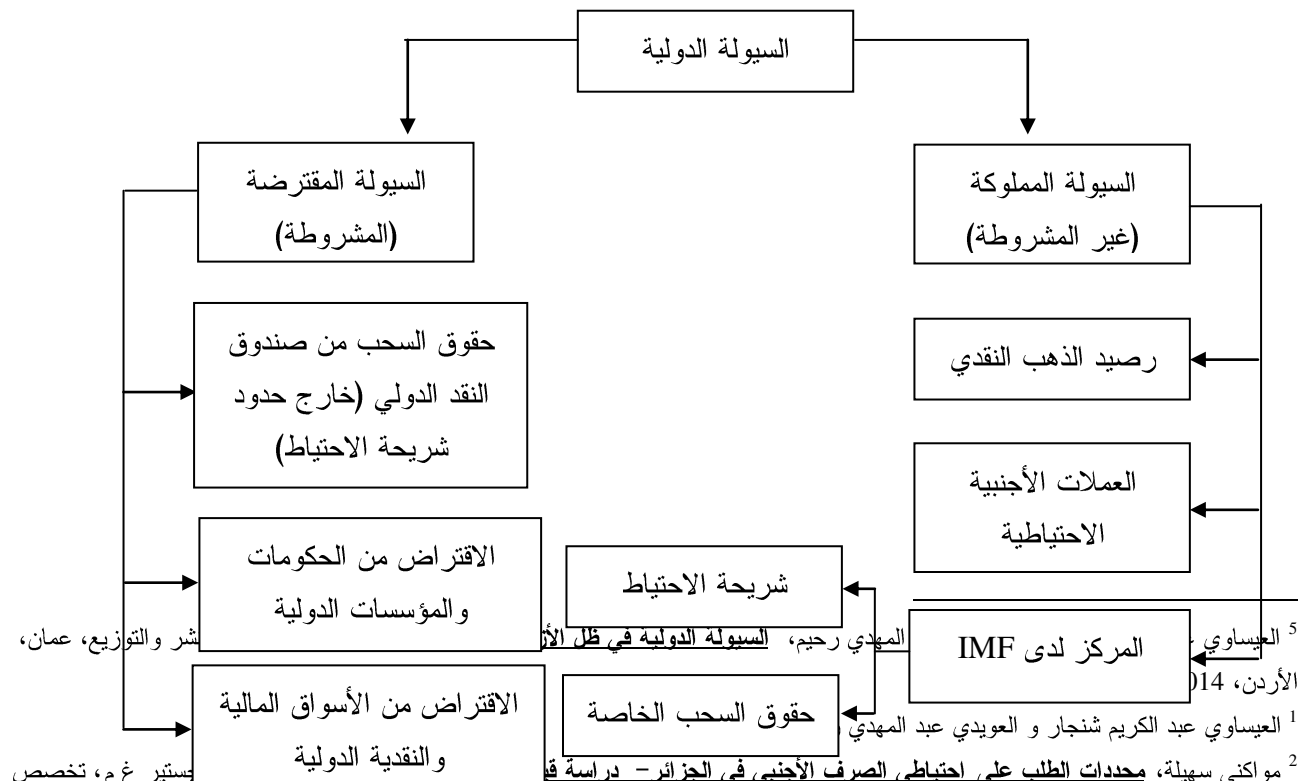 السيولة الدولية
السيولة المملوكة
(غير المشروطة)
رصيد الذهب النقدي
العملات الأجنبية
الاحتياطية
المركز لدى IMF
شريحة الاحتياط
حقوق السحب الخاصة
السيولة المقترضة
(المشروطة)
حقوق السحب من صندوق
النقد الدولي (خارج حدود
شريحة الاحتياط)
الاقتراض من الحكومات
والمؤسسات الدولية
الاقتراض من الأسواق المالية
والنقدية الدولية
5 العيساوي المهدي رحيم، السيولة الدولية في ظل والتوزيع، عمان،
الأردن،
1 العيساوي عبد الكريم شنجار و العويدي عبد المهدي
2 مواكني سهيلة، محددات الطلب على احتياطي الصرف الأجنبي في الجزائر– دراسة غ م، تخصص